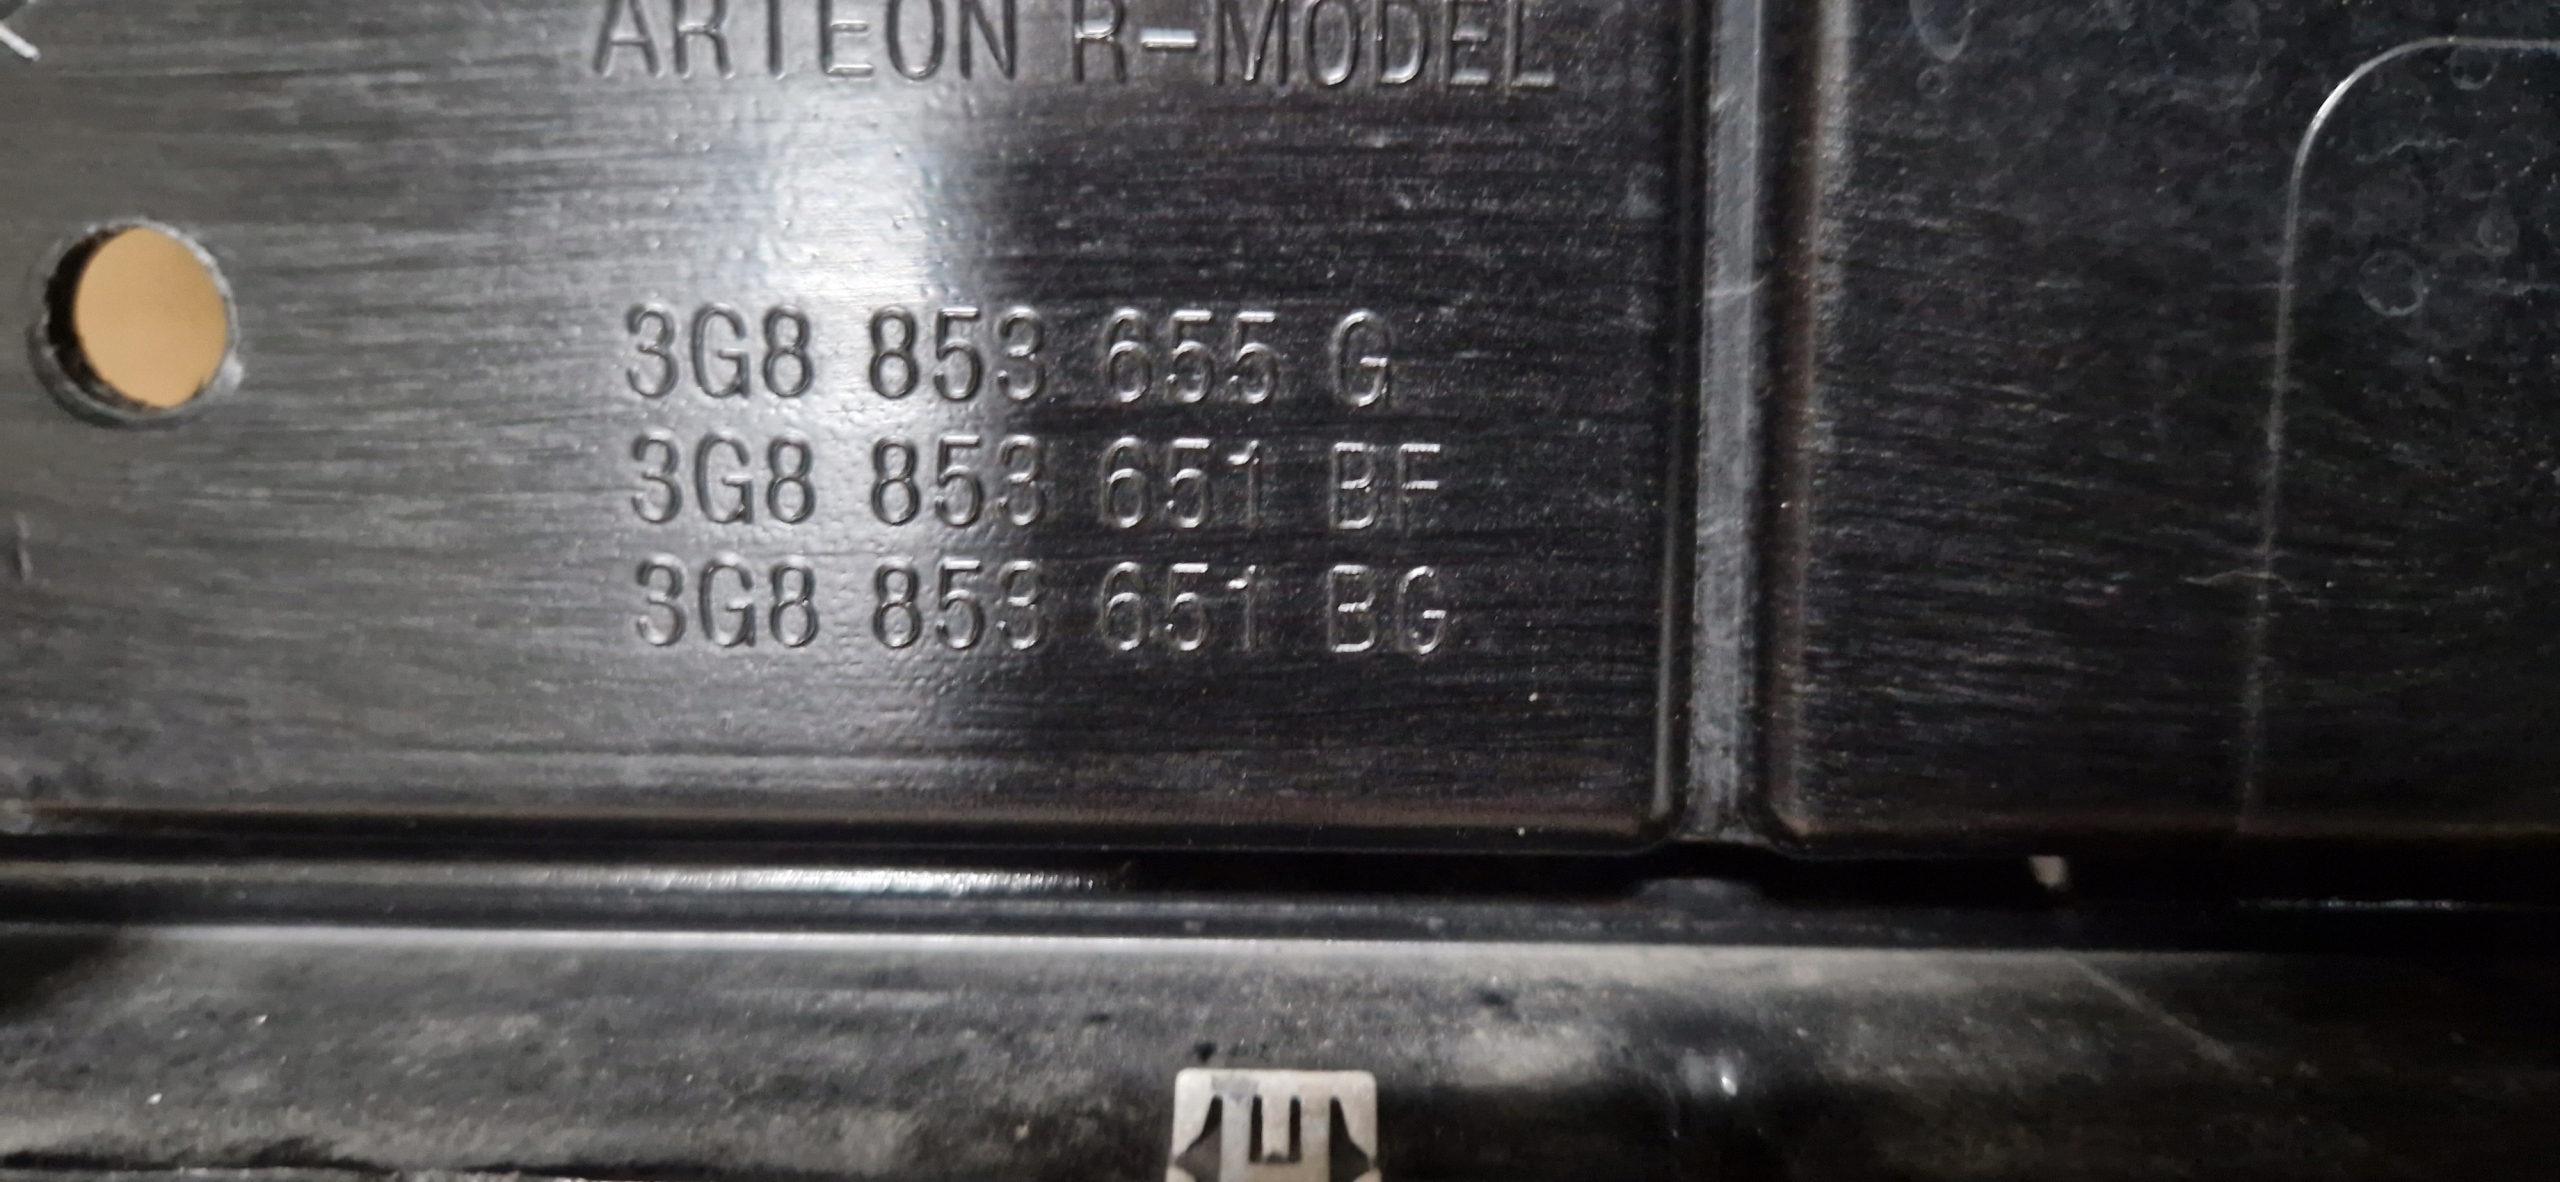 ARTEON R-MODEL
3G8 853 655 G
3G8 853 651 BF
3G8 853 651 BG